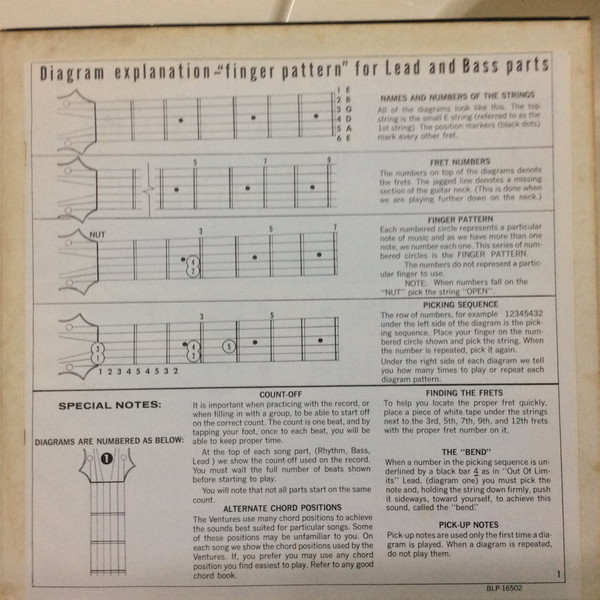 Diagram explanation-"finger pattern" for Lead and Bass parts
1 E
2 B
3 G
4 D
5 A
6 E
NAMES AND NUMBERS OF THE STRINGS
All of the diagrams look like this. The top
string is the small E string (referred to as the
1st string). The position markers (black dots)
mark every other fret.
5 7 9
FRET NUMBERS
The numbers on top of the diagrams denote
the frets. The jagged line denotes a missing
section of the guitar neck. (This is done when
we are playing further down on the neck.)
NUT
3 5 7
4
2
FINGER PATTERN
Each numbered circle represents a particular
note of music and as we have more than one
note, we number each one. This series of num-
bered circles is the FINGER PATTERN.
The numbers do not represent a partic-
ular finger to use.
NOTE: When numbers fall on the
"NUT" pick the string "OPEN".
3 5
3
1
4
2
5
1 2 3 4 5 4 3 2
PICKING SEQUENCE
The row of numbers, for example 12345432
under the left side of the diagram is the pick-
ing sequence. Place your finger on the num-
bered circle shown and pick the string. When
the number is repeated, pick it again.
Under the right side of each diagram we tell
you how many times to play or repeat each
diagram pattern.
SPECIAL NOTES:
DIAGRAMS ARE NUMBERED AS BELOW:
1
COUNT-OFF
It is important when practicing with the record, or
when filling in with a group, to be able to start off
on the correct count. The count is one beat, and by
tapping your foot, once to each beat, you will be
able to keep proper time.
At the top of each song part, (Rhythm, Bass,
Lead ) we show the count-off used on the record.
You must wait the full number of beats shown
before starting to play.
You will note that not all parts start on the same
count.
ALTERNATE CHORD POSITIONS
The Ventures use many chord positions to achieve
the sounds best suited for particular songs. Some
of these positions may be unfamiliar to you. On
each song we show the chord positions used by the
Ventures. If, you prefer you may use any chord
position you find easiest to play. Refer to any good
chord book.
FINDING THE FRETS
To help you locate the proper fret quickly,
place a piece of white tape under the strings
next to the 3rd, 5th, 7th, 9th, and 12th frets
with the proper fret number on it.
THE "BEND"
When a number in the picking sequence is un-
derlined by a black bar 4 as in "Out Of Lim-
its" Lead, (diagram one) you must pick the
note and, holding the string down firmly, push
it sideways, toward yourself, to achieve this
sound, called the "bend."
PICK-UP NOTES
Pick-up notes are used only the first time a dia-
gram is played. When a diagram is repeated,
do not play them.
1
BLP-16502